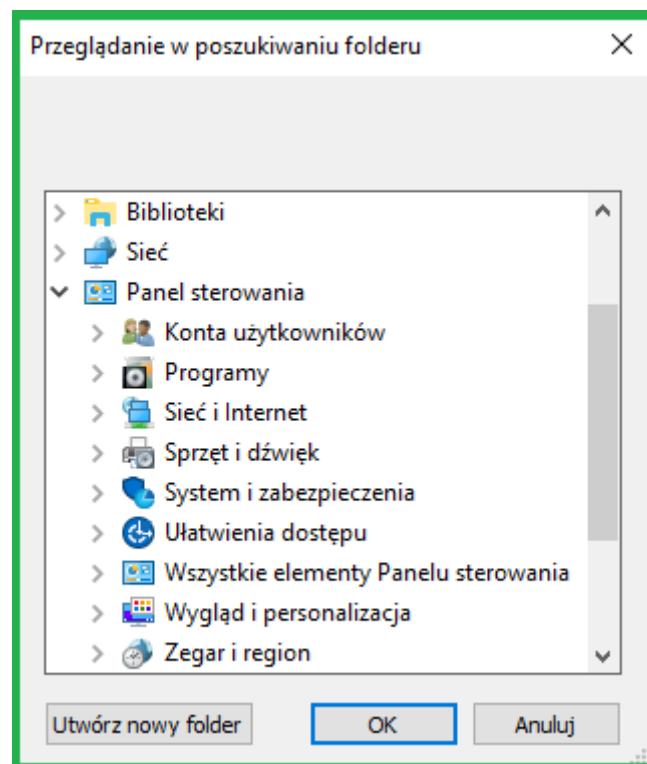 Przeglądanie w poszukiwaniu folderu
Biblioteki
Sieć
Panel sterowania
Konta użytkowników
Programy
Sieć i Internet
Sprzęt i dźwięk
System i zabezpieczenia
Ułatwienia dostępu
Wszystkie elementy Panelu sterowania
Wygląd i personalizacja
Zegar i region
Utwórz nowy folder OK Anuluj